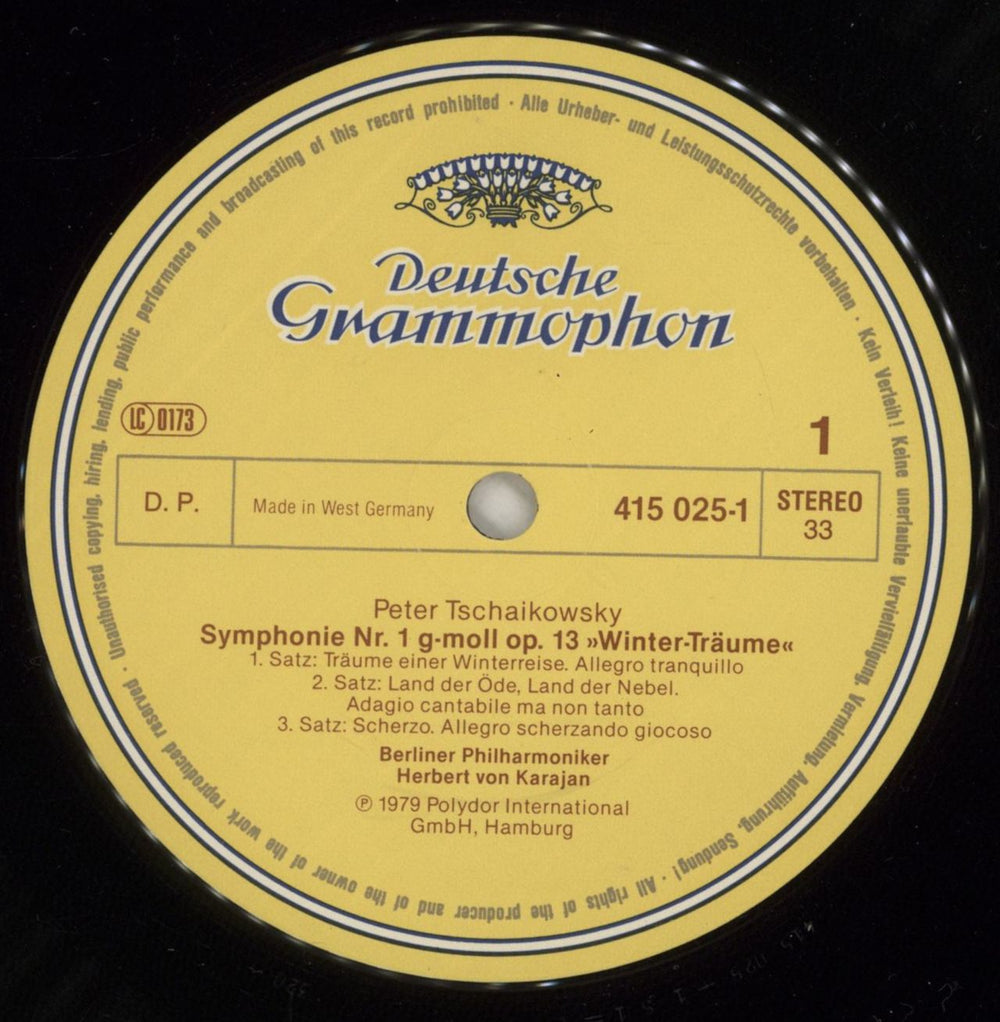 Unauthorised copying, hiring, lending, public performance and broadcasting of this record prohibited · Alle Urheber- und Leistungsschutzrechte vorbehalten · Kein Verleih! Keine unerlaubte Vervielfältigung, Vermietung, Aufführung, Sendung! · All rights of the producer and of the owner of the work reproduced reserved ·
Deutsche
Grammophon
LC 0173
1
D. P.
Made in West Germany
415 025-1
STEREO
33
Peter Tschaikowsky
Symphonie Nr. 1 g-moll op. 13 »Winter-Träume«
1. Satz: Träume einer Winterreise. Allegro tranquillo
2. Satz: Land der Öde, Land der Nebel.
Adagio cantabile ma non tanto
3. Satz: Scherzo. Allegro scherzando giocoso
Berliner Philharmoniker
Herbert von Karajan
℗ 1979 Polydor International
GmbH, Hamburg